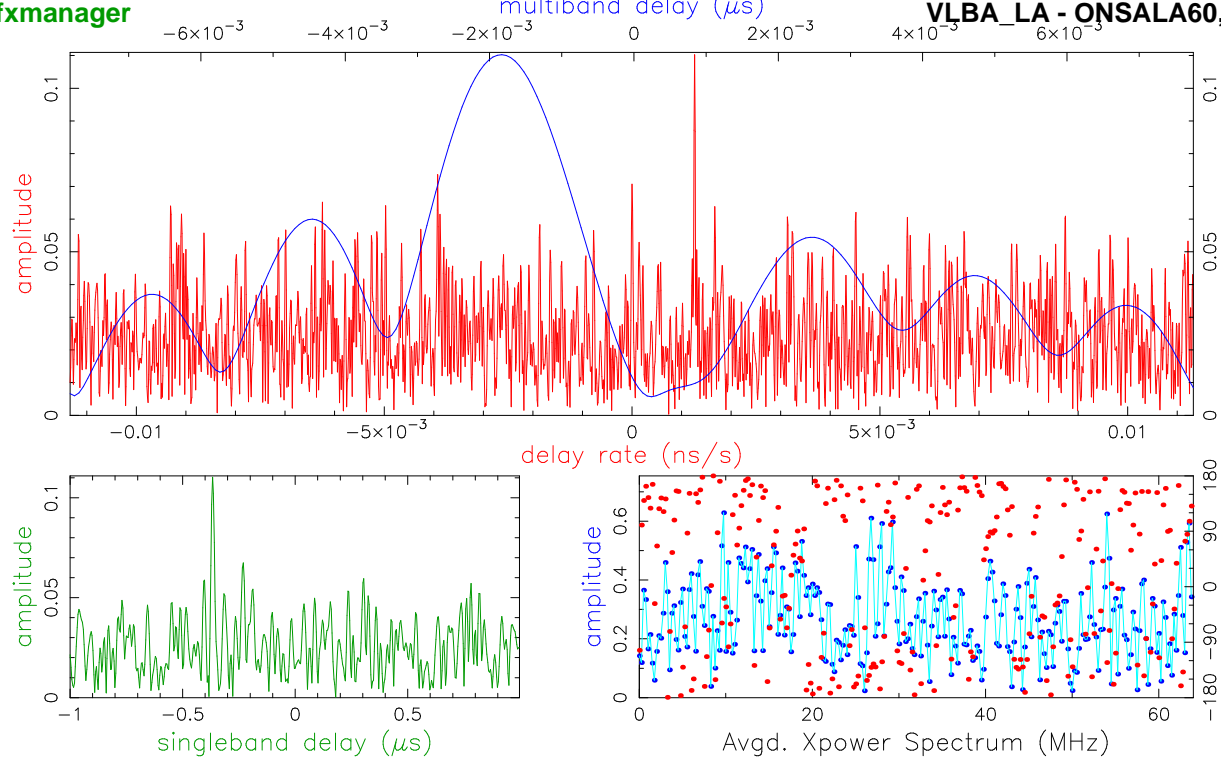 fxmanager
multiband delay (μs)
VLBA_LA - ONSALA60,
−6×10⁻³ −4×10⁻³ −2×10⁻³ 0 2×10⁻³ 4×10⁻³ 6×10⁻³
0.1 0.1
amplitude
0.05 0.05
0 0
−0.01 −5×10⁻³ 0 5×10⁻³ 0.01
delay rate (ns/s)
amplitude
0.1
0.05
0
−1 −0.5 0 0.5
singleband delay (μs)
amplitude
0.6
0.4
0.2
0
180
90
0
−90
−180
0 20 40 60
Avgd. Xpower Spectrum (MHz)